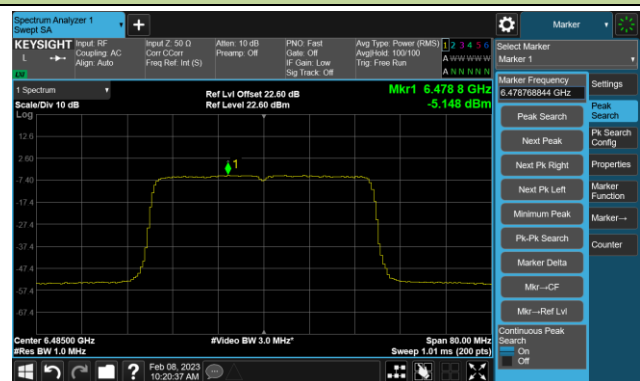 Spectrum Analyzer 1
Swept SA
+
Marker
KEYSIGHT
L
Input: RF
Coupling: AC
Align: Auto
Input Z: 50 Ω
Corr CCorr
Freq Ref: Int (S)
Atten: 10 dB
Preamp: Off
PNO: Fast
Gate: Off
IF Gain: Low
Sig Track: Off
Avg Type: Power (RMS)
Avg|Hold: 100/100
Trig: Free Run
1 2 3 4 5 6
A W W W W W
A N N N N N
Select Marker
Marker 1
1 Spectrum
Scale/Div 10 dB
Log
Ref Lvl Offset 22.60 dB
Ref Level 22.60 dBm
Mkr1 6.478 8 GHz
-5.148 dBm
12.6
2.60
-7.40
-17.4
-27.4
-37.4
-47.4
-57.4
-67.4
1
Center 6.48500 GHz
#Res BW 1.0 MHz
#Video BW 3.0 MHz*
Span 80.00 MHz
Sweep 1.01 ms (200 pts)
Marker Frequency
6.478768844 GHz
Peak Search
Next Peak
Next Pk Right
Next Pk Left
Minimum Peak
Pk-Pk Search
Marker Delta
Mkr→CF
Mkr→Ref Lvl
Continuous Peak
Search
On
Off
Settings
Peak
Search
Pk Search
Config
Properties
Marker
Function
Marker→
Counter
?
Feb 08, 2023
10:20:37 AM